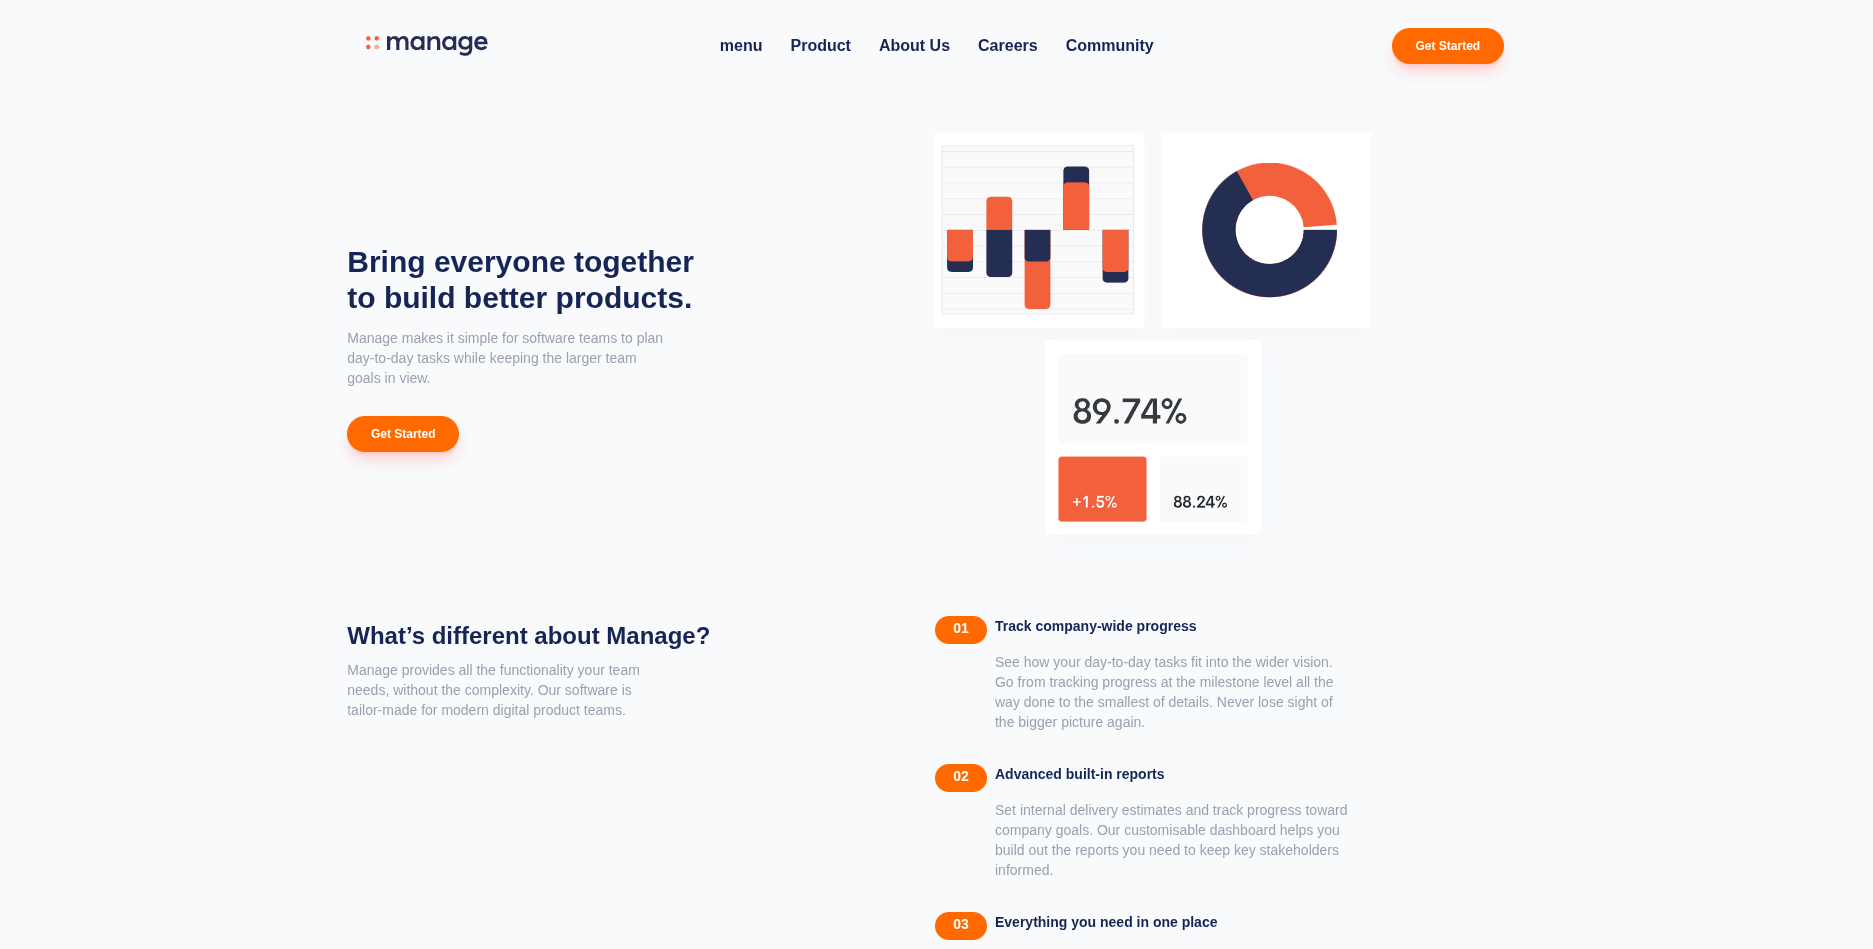 manage
menu Product About Us Careers Community
Get Started
Bring everyone together
to build better products.
Manage makes it simple for software teams to plan
day-to-day tasks while keeping the larger team
goals in view.
Get Started
89.74%
+1.5% 88.24%
What’s different about Manage?
Manage provides all the functionality your team
needs, without the complexity. Our software is
tailor-made for modern digital product teams.
01 Track company-wide progress
See how your day-to-day tasks fit into the wider vision.
Go from tracking progress at the milestone level all the
way done to the smallest of details. Never lose sight of
the bigger picture again.
02 Advanced built-in reports
Set internal delivery estimates and track progress toward
company goals. Our customisable dashboard helps you
build out the reports you need to keep key stakeholders
informed.
03 Everything you need in one place